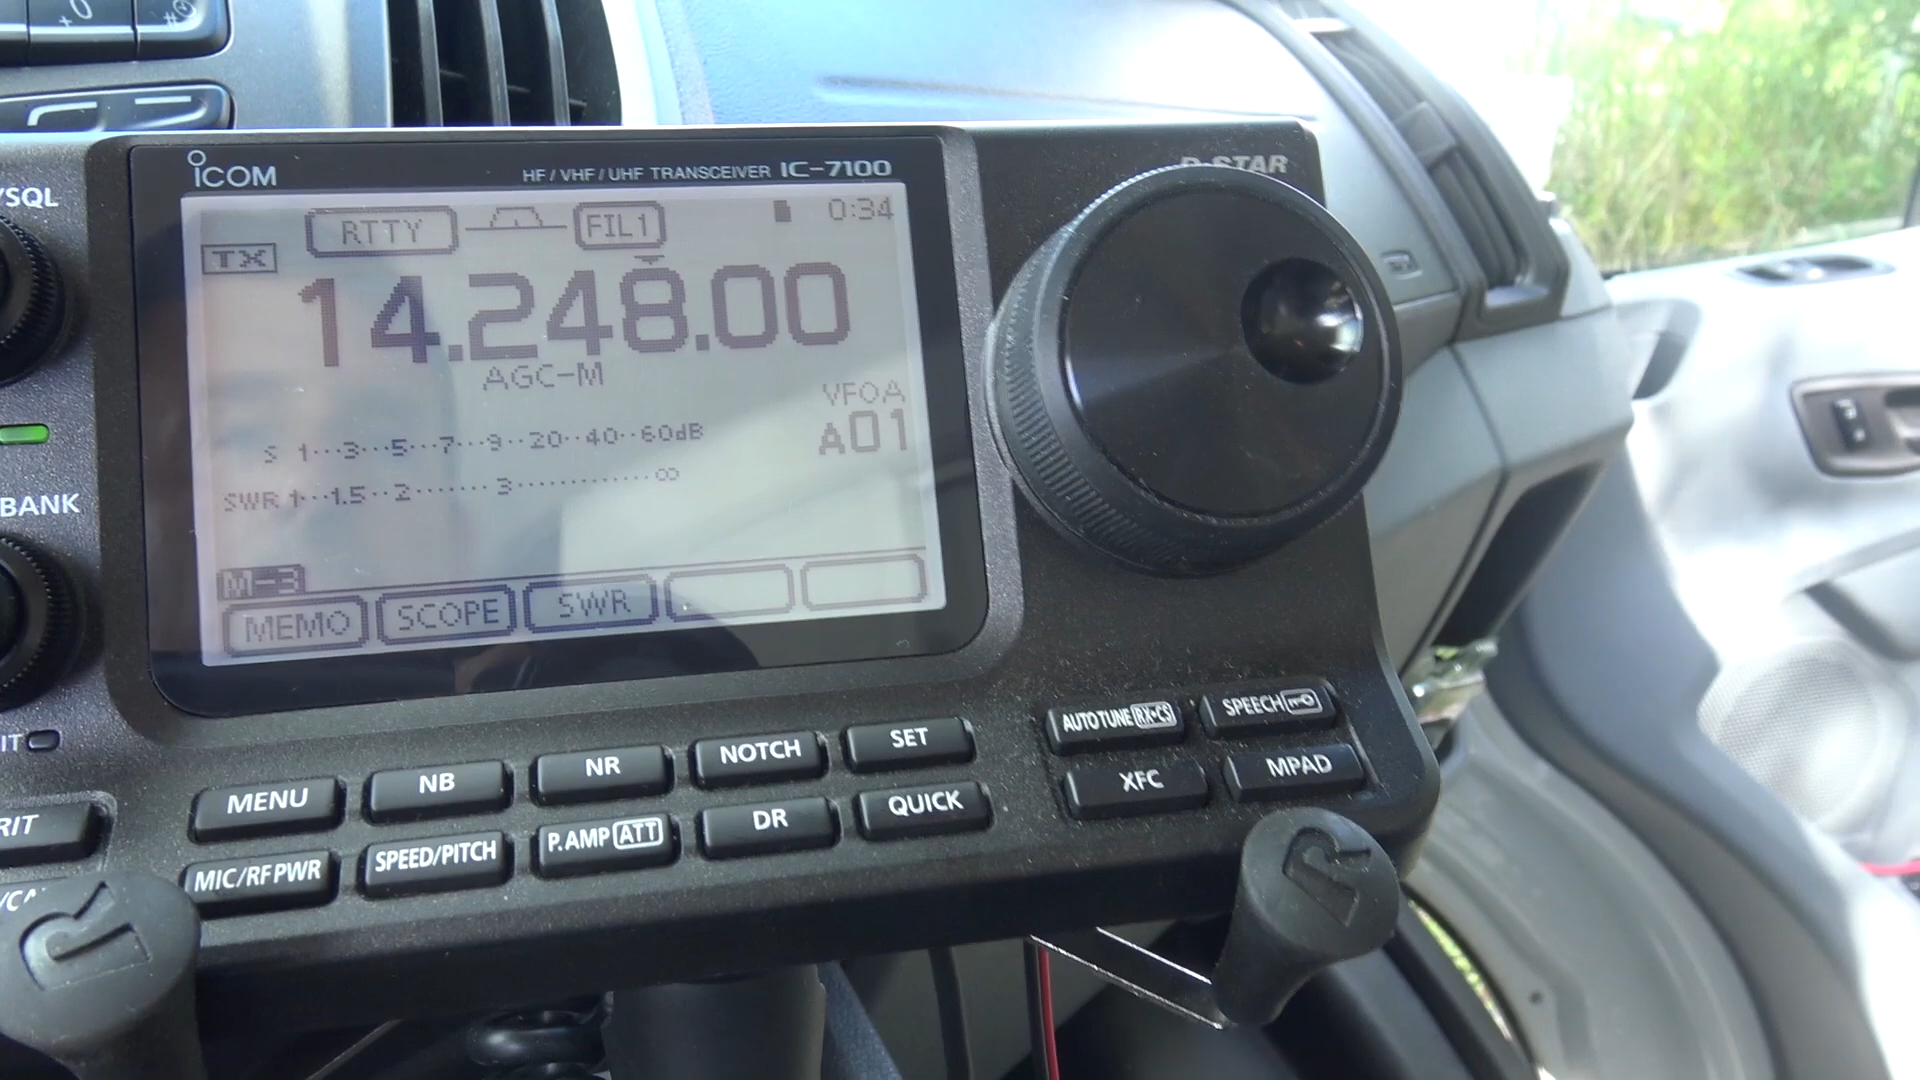 ICOM HF/VHF/UHF TRANSCEIVER IC-7100
D-STAR
/SQL
RTTY FIL1 0:34
TX
14.248.00
AGC-M
VFOA
A01
S 1···3···5···7···9··20··40··60dB
SWR 1··1.5··2·······3············∞
M-3
MEMO SCOPE SWR
BANK
AUTOTUNE RX•CS SPEECH
IT
MENU NB NR NOTCH SET
XFC MPAD
RIT
MIC/RF PWR SPEED/PITCH P.AMP ATT DR QUICK
R R